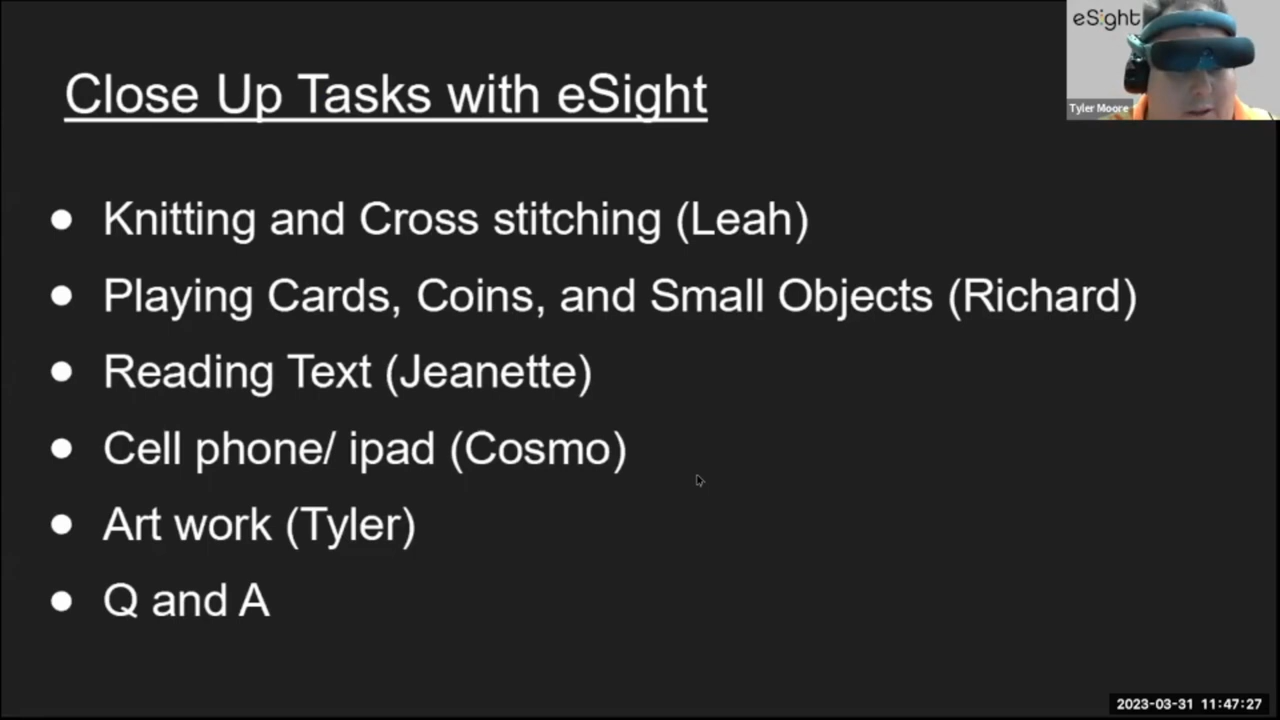 eSight
Close Up Tasks with eSight
Tyler Moore
● Knitting and Cross stitching (Leah)
● Playing Cards, Coins, and Small Objects (Richard)
● Reading Text (Jeanette)
● Cell phone/ ipad (Cosmo)
● Art work (Tyler)
● Q and A
2023-03-31 11:47:27